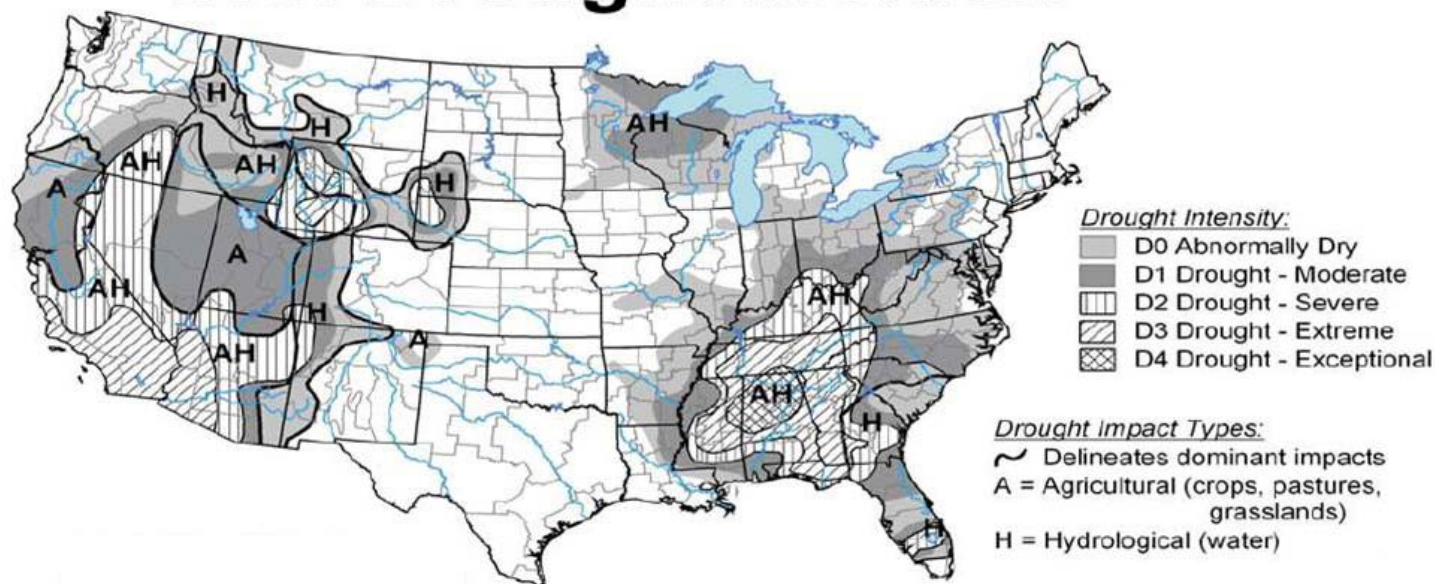 H
H
AH
AH
AH
H
A
A
AH
H
AH
A
AH
AH
H
H
Drought Intensity:
D0 Abnormally Dry
D1 Drought - Moderate
D2 Drought - Severe
D3 Drought - Extreme
D4 Drought - Exceptional
Drought Impact Types:
Delineates dominant impacts
A = Agricultural (crops, pastures,
grasslands)
H = Hydrological (water)